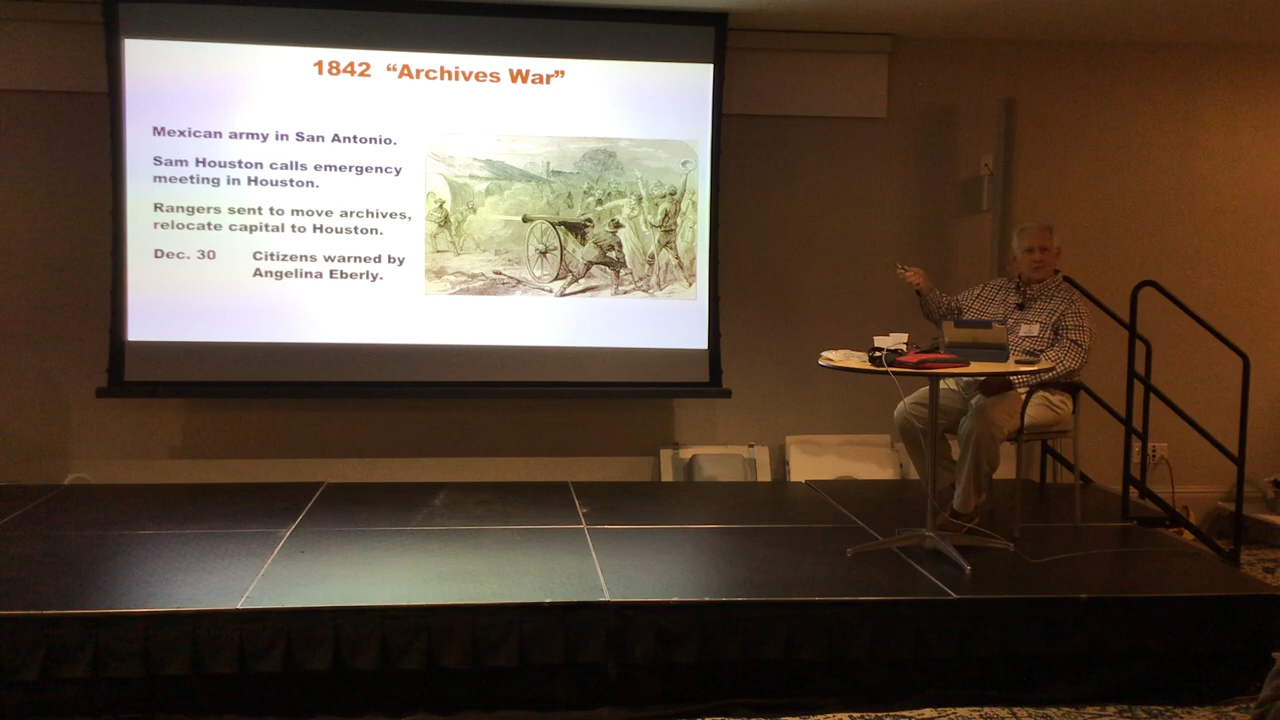 1842 “Archives War”
Mexican army in San Antonio.
Sam Houston calls emergency
meeting in Houston.
Rangers sent to move archives,
relocate capital to Houston.
Dec. 30 Citizens warned by
Angelina Eberly.